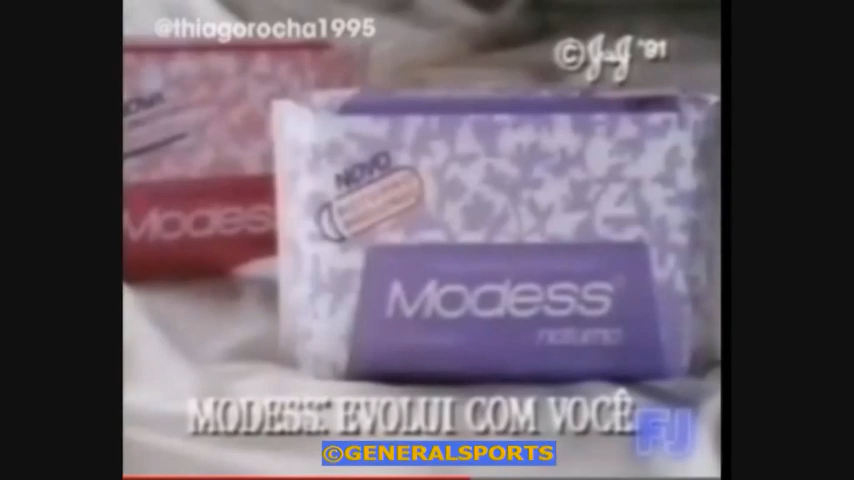 @thiagorocha1995
© J&J '91
NOVO
Modess
Modess®
noturno
MODESS® EVOLUI COM VOCÊ
FJ
©GENERALSPORTS